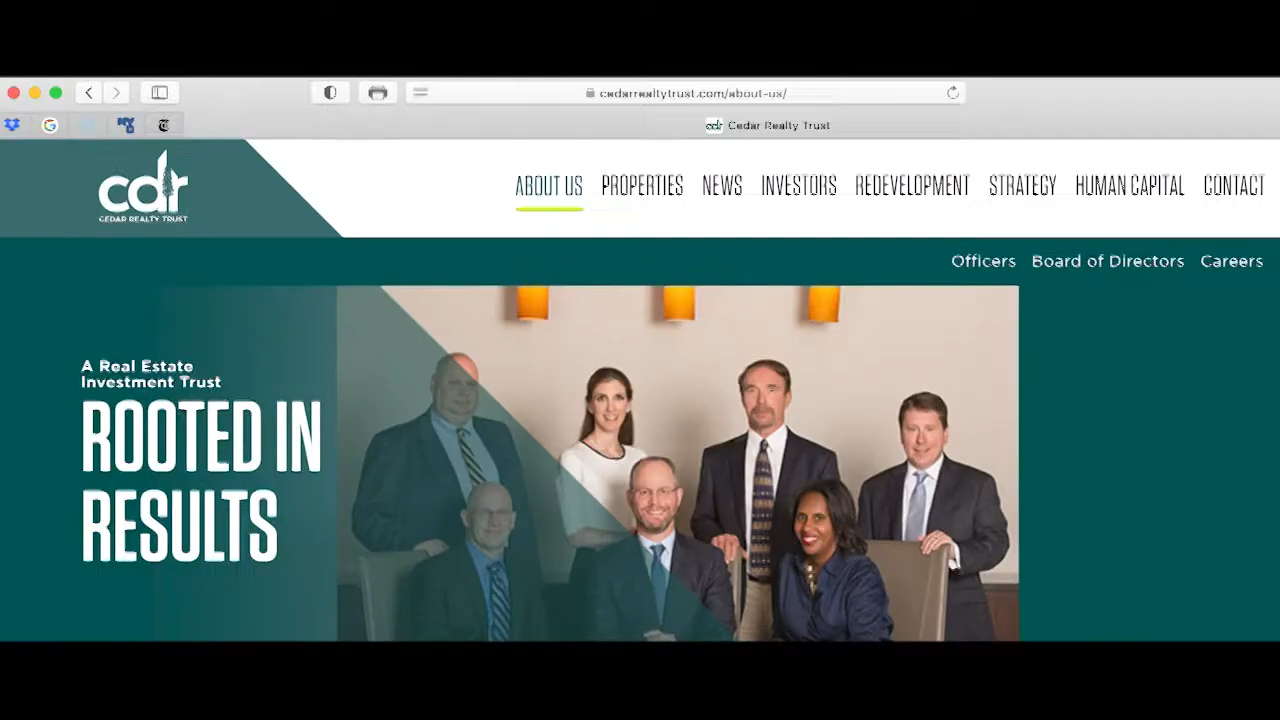 cedarrealtytrust.com/about-us/
cdr Cedar Realty Trust
cdr
CEDAR REALTY TRUST
ABOUT US PROPERTIES NEWS INVESTORS REDEVELOPMENT STRATEGY HUMAN CAPITAL CONTACT
Officers Board of Directors Careers
A Real Estate
Investment Trust
ROOTED IN
RESULTS